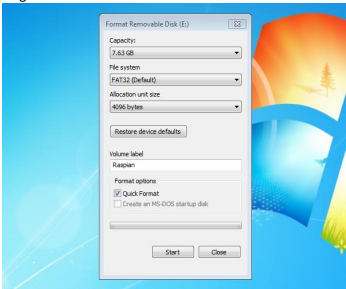 Format Removable Disk (E:)
Capacity:
7.63 GB
File system
FAT32 (Default)
Allocation unit size
4096 bytes
Restore device defaults
Volume label
Raspian
Format options
Quick Format
Create an MS-DOS startup disk
Start
Close